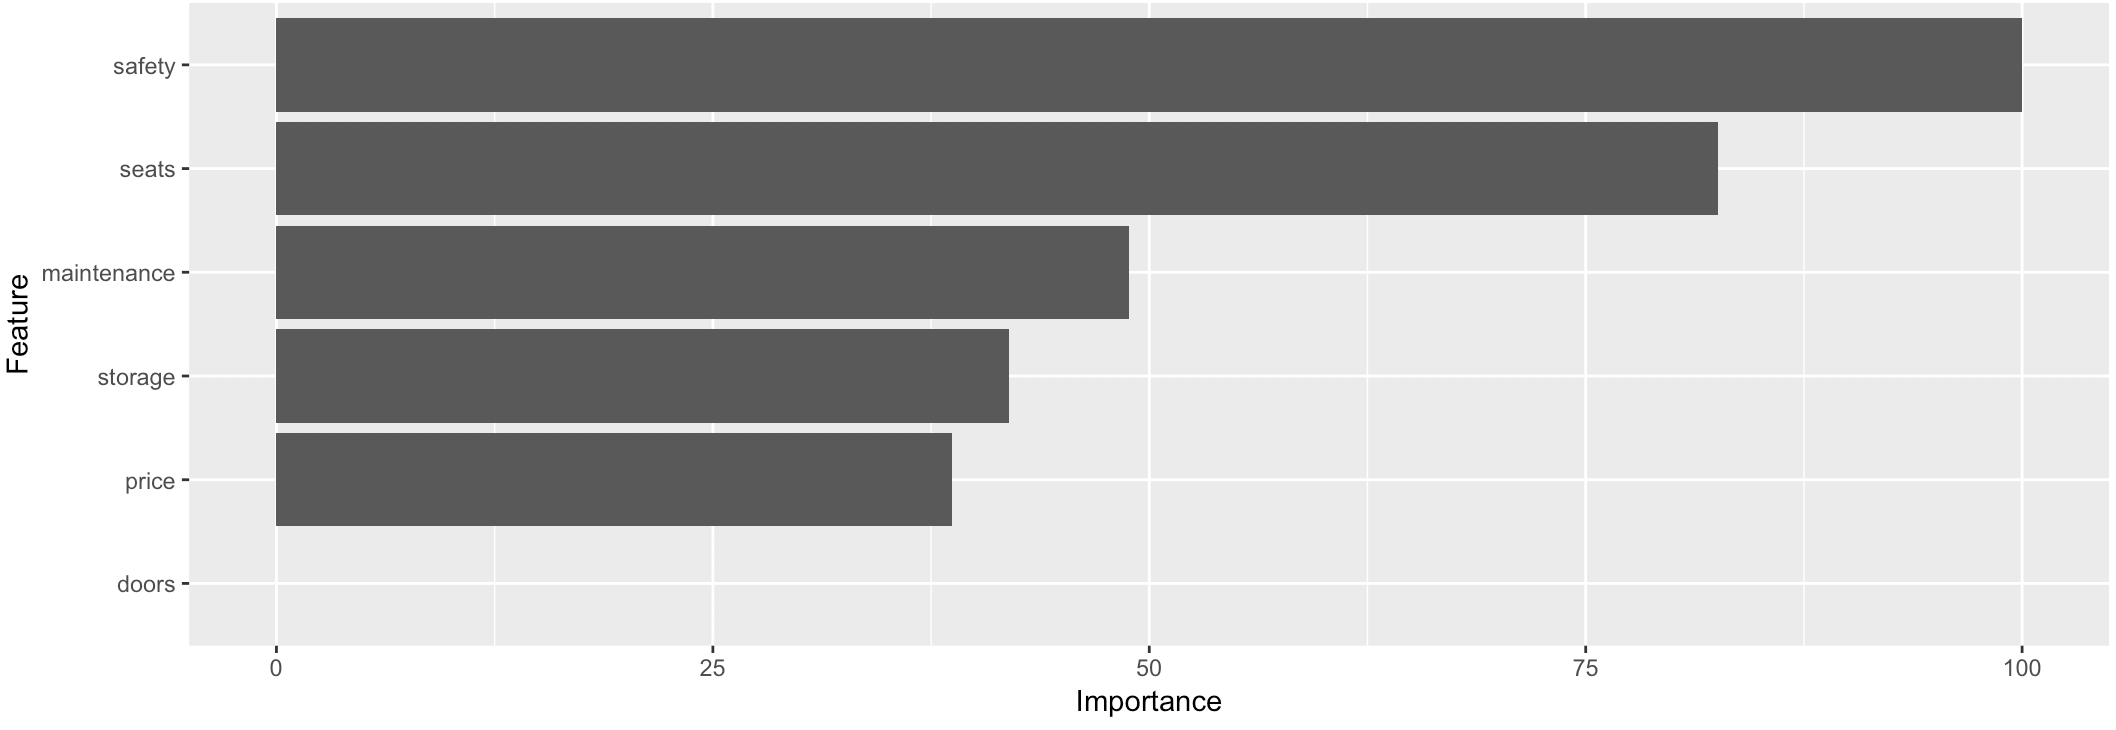 safety
seats
maintenance
storage
price
doors
Feature
0 25 50 75 100
Importance